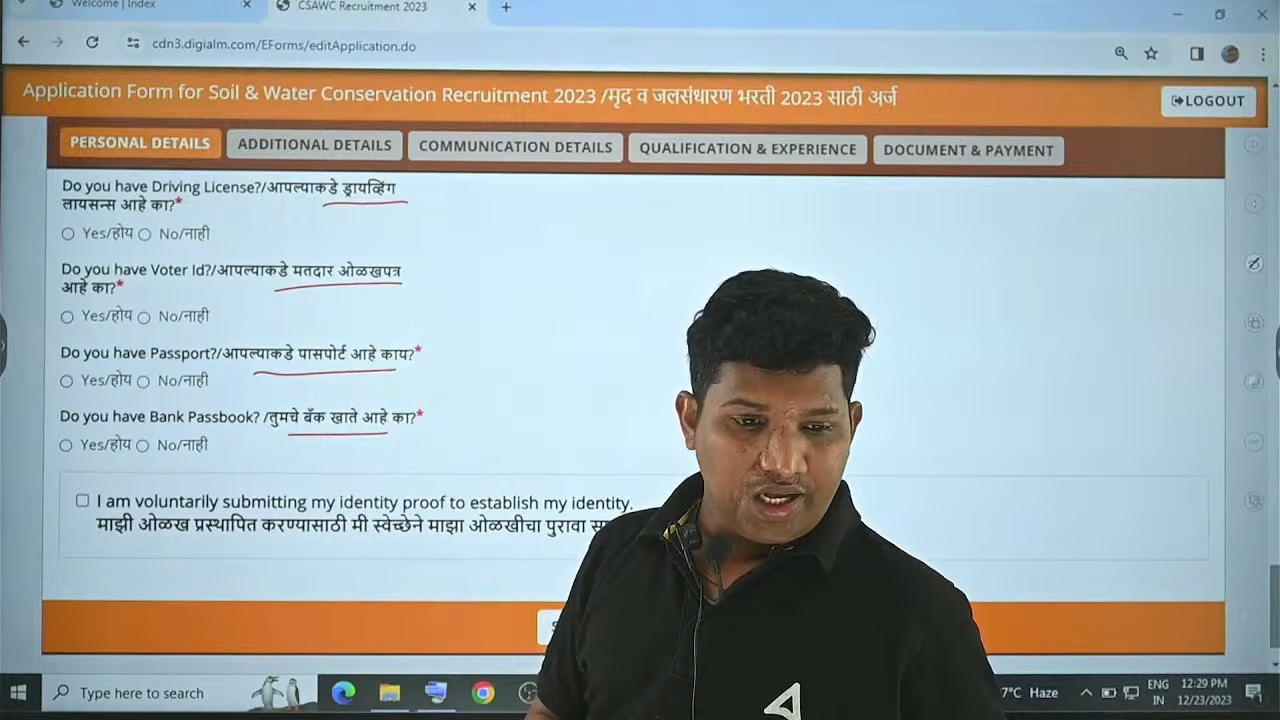 Welcome | Index
CSAWC Recruitment 2023
cdn3.digialm.com/EForms/editApplication.do
Application Form for Soil & Water Conservation Recruitment 2023 /मृद व जलसंधारण भरती 2023 साठी अर्ज
LOGOUT
PERSONAL DETAILS
ADDITIONAL DETAILS
COMMUNICATION DETAILS
QUALIFICATION & EXPERIENCE
DOCUMENT & PAYMENT
Do you have Driving License?/आपल्याकडे ड्रायव्हिंग
लायसन्स आहे का?*
Yes/होय No/नाही
Do you have Voter Id?/आपल्याकडे मतदार ओळखपत्र
आहे का?*
Yes/होय No/नाही
Do you have Passport?/आपल्याकडे पासपोर्ट आहे काय?*
Yes/होय No/नाही
Do you have Bank Passbook? /तुमचे बँक खाते आहे का?*
Yes/होय No/नाही
I am voluntarily submitting my identity proof to establish my identity.
माझी ओळख प्रस्थापित करण्यासाठी मी स्वेच्छेने माझा ओळखीचा पुरावा
Type here to search
7°C Haze
ENG
IN
12:29 PM
12/23/2023